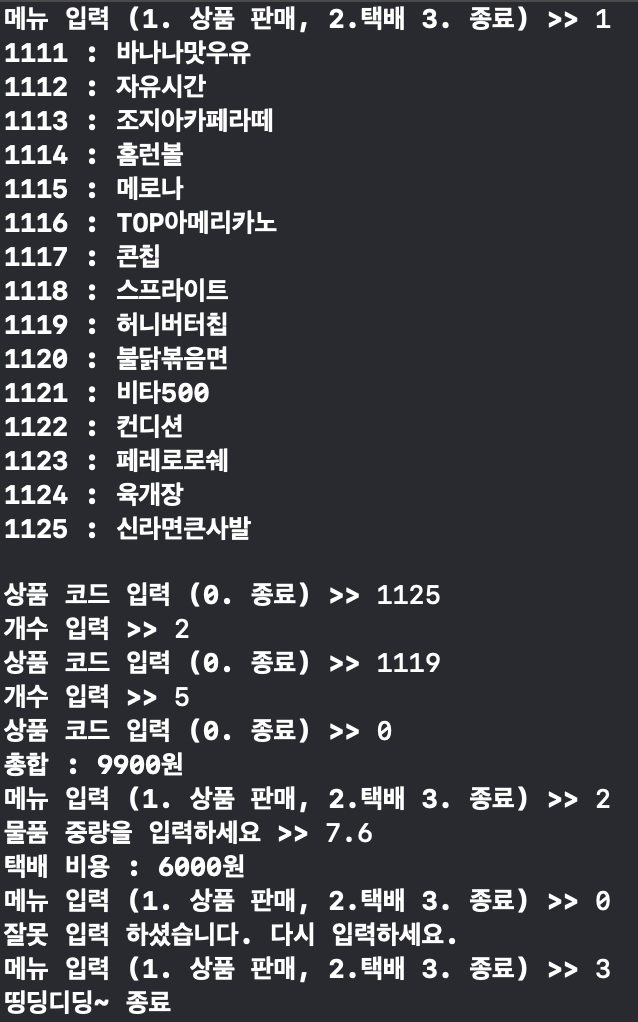 메뉴 입력 (1. 상품 판매, 2.택배 3. 종료) >> 1
1111 : 바나나맛우유
1112 : 자유시간
1113 : 조지아카페라떼
1114 : 홈런볼
1115 : 메로나
1116 : TOP아메리카노
1117 : 콘칩
1118 : 스프라이트
1119 : 허니버터칩
1120 : 불닭볶음면
1121 : 비타500
1122 : 컨디션
1123 : 페레로로쉐
1124 : 육개장
1125 : 신라면큰사발
상품 코드 입력 (0. 종료) >> 1125
개수 입력 >> 2
상품 코드 입력 (0. 종료) >> 1119
개수 입력 >> 5
상품 코드 입력 (0. 종료) >> 0
총합 : 9900원
메뉴 입력 (1. 상품 판매, 2.택배 3. 종료) >> 2
물품 중량을 입력하세요 >> 7.6
택배 비용 : 6000원
메뉴 입력 (1. 상품 판매, 2.택배 3. 종료) >> 0
잘못 입력 하셨습니다. 다시 입력하세요.
메뉴 입력 (1. 상품 판매, 2.택배 3. 종료) >> 3
띵딩디딩~ 종료